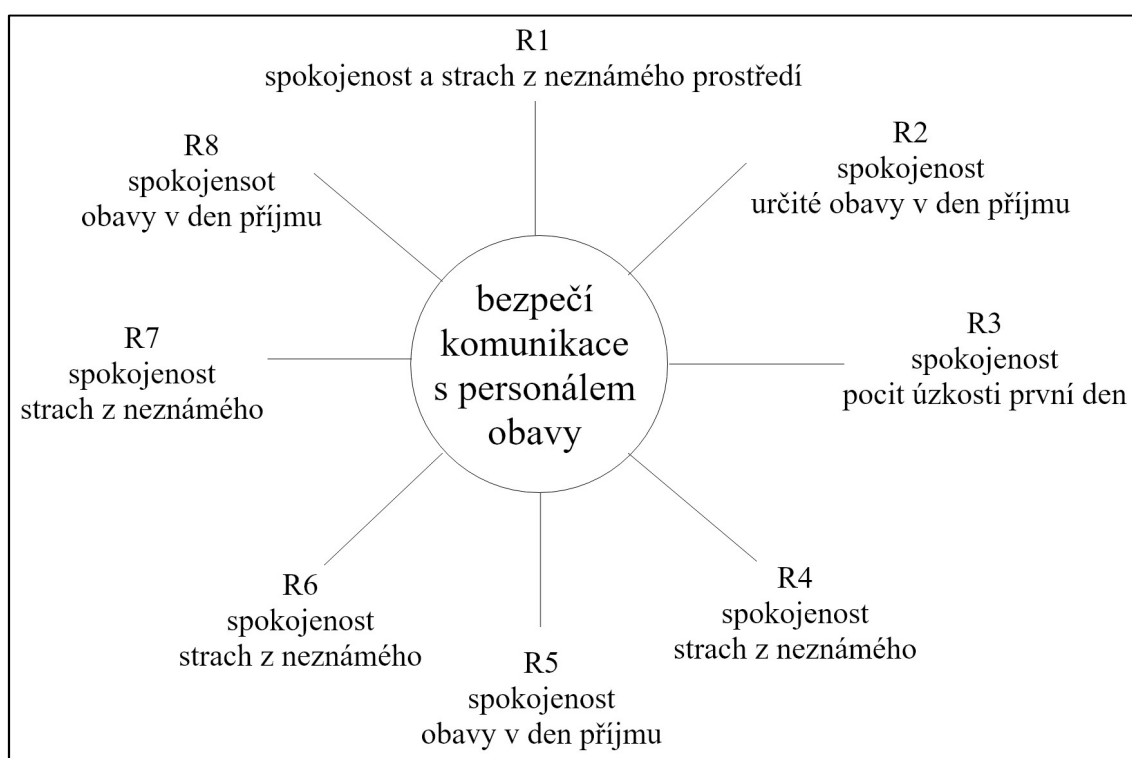 R1
spokojenost a strach z neznámého prostředí
R2
spokojenost
určité obavy v den příjmu
R3
spokojenost
pocit úzkosti první den
R4
spokojenost
strach z neznámého
R5
spokojenost
obavy v den příjmu
R6
spokojenost
strach z neznámého
R7
spokojenost
strach z neznámého
R8
spokojensot
obavy v den příjmu
bezpečí
komunikace
s personálem
obavy